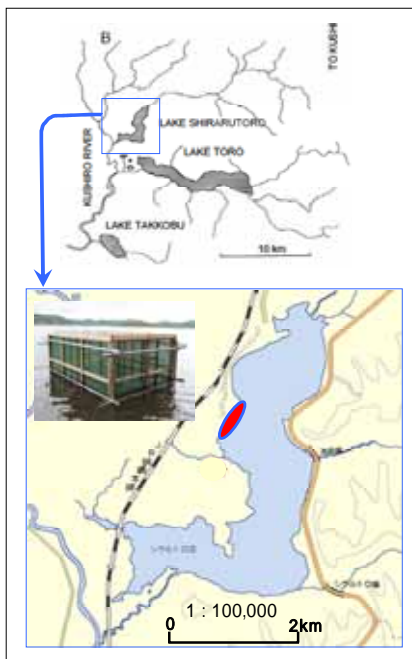 B
TO KUSHI
LAKE SHIRARUTORO
KUSHIRO RIVER
LAKE TORO
LAKE TAKKOBU
10 km
1 : 100,000
0 2km